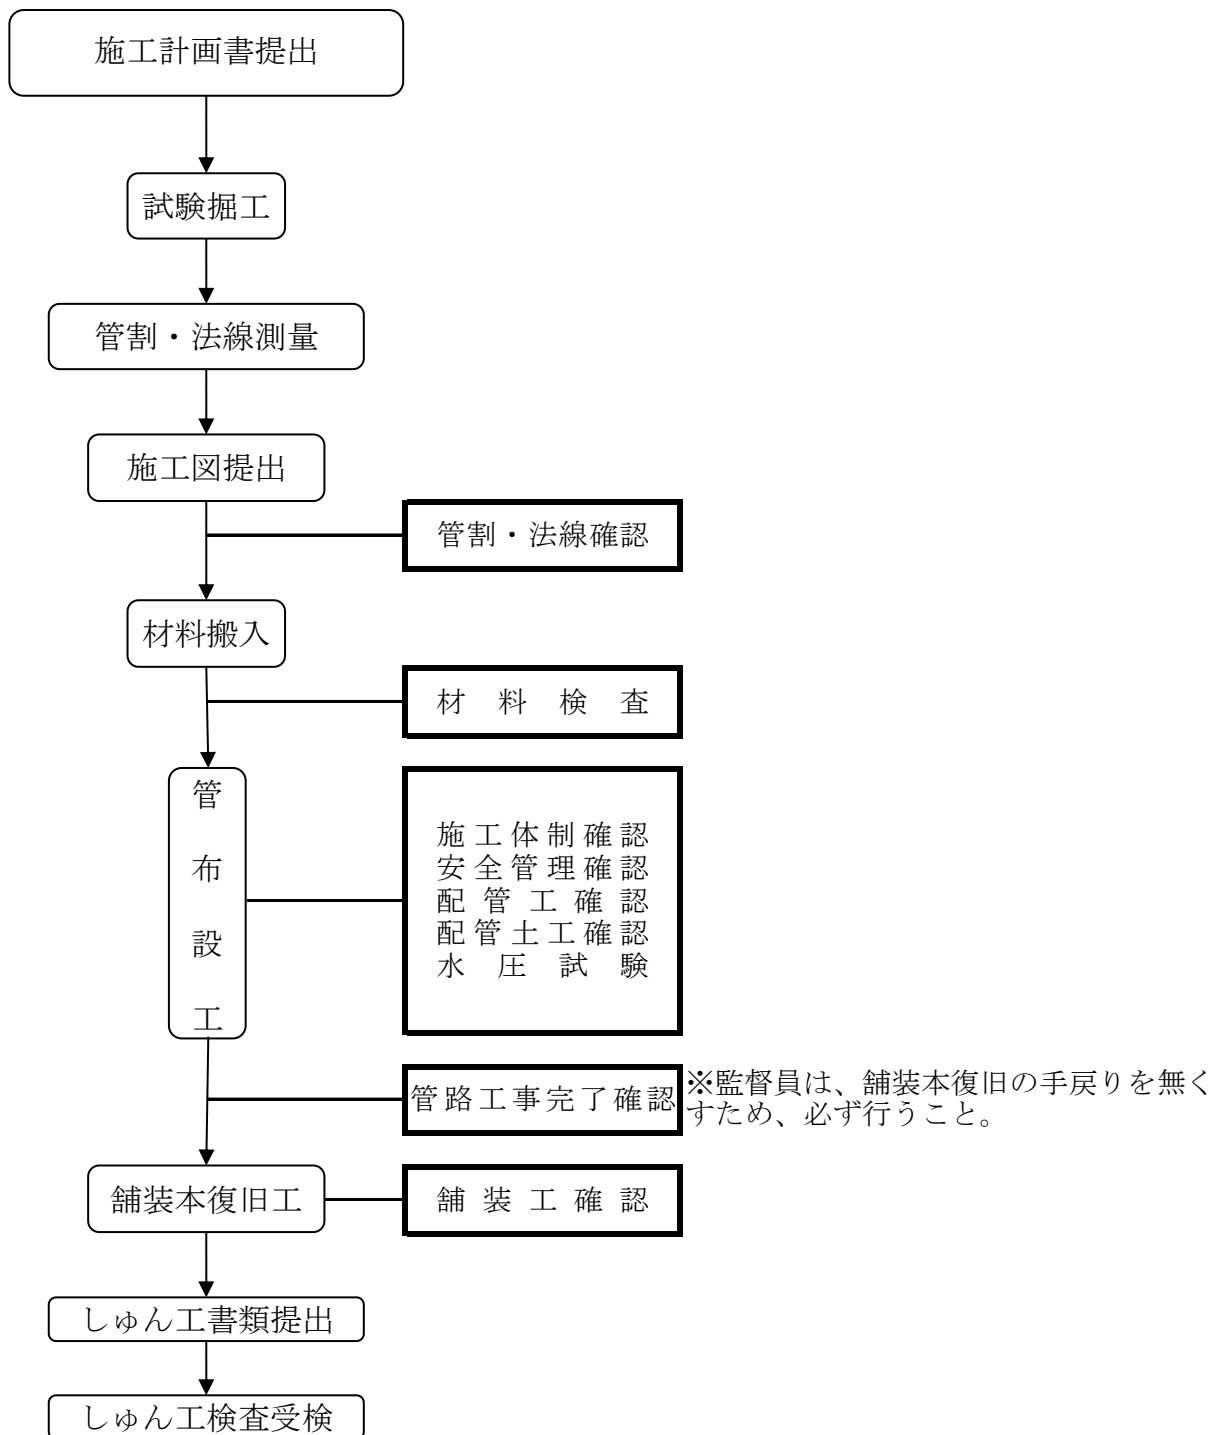 施工計画書提出
試験掘工
管割・法線測量
施工図提出
管割・法線確認
材料搬入
材料検査
管布設工
施工体制確認
安全管理確認
配管工確認
配管土工確認
水圧試験
管路工事完了確認
※監督員は、舗装本復旧の手戻りを無く
すため、必ず行うこと。
舗装本復旧工
舗装工確認
しゅん工書類提出
しゅん工検査受検